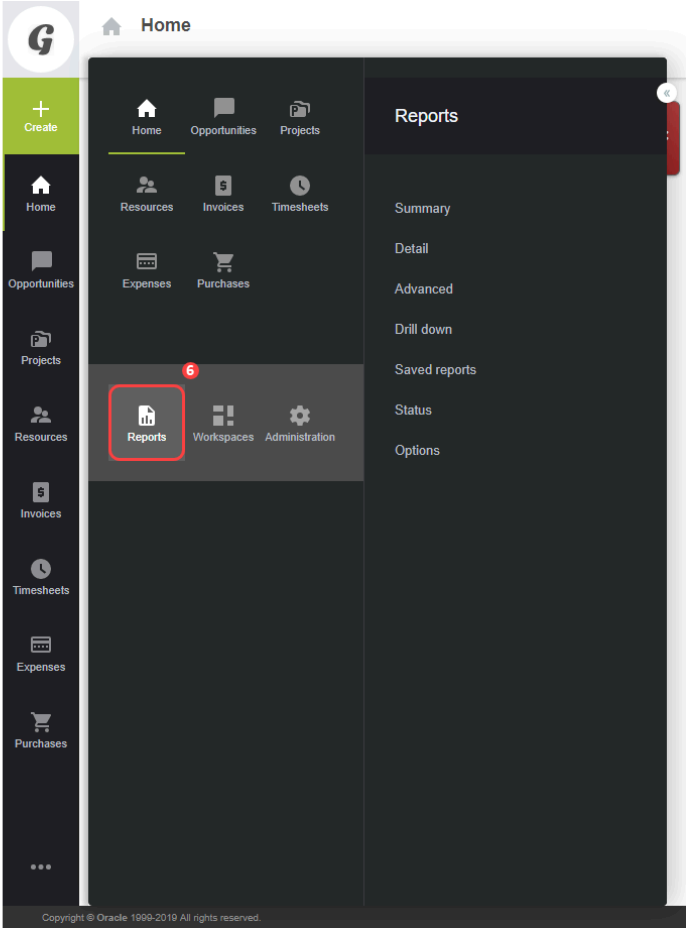 G
Home
Create
Home
Opportunities
Projects
Resources
Invoices
Timesheets
Expenses
Purchases
Home
Opportunities
Projects
Resources
Invoices
Timesheets
Expenses
Purchases
6
Reports
Workspaces
Administration
«
Reports
Summary
Detail
Advanced
Drill down
Saved reports
Status
Options
Copyright © Oracle 1999-2019 All rights reserved.